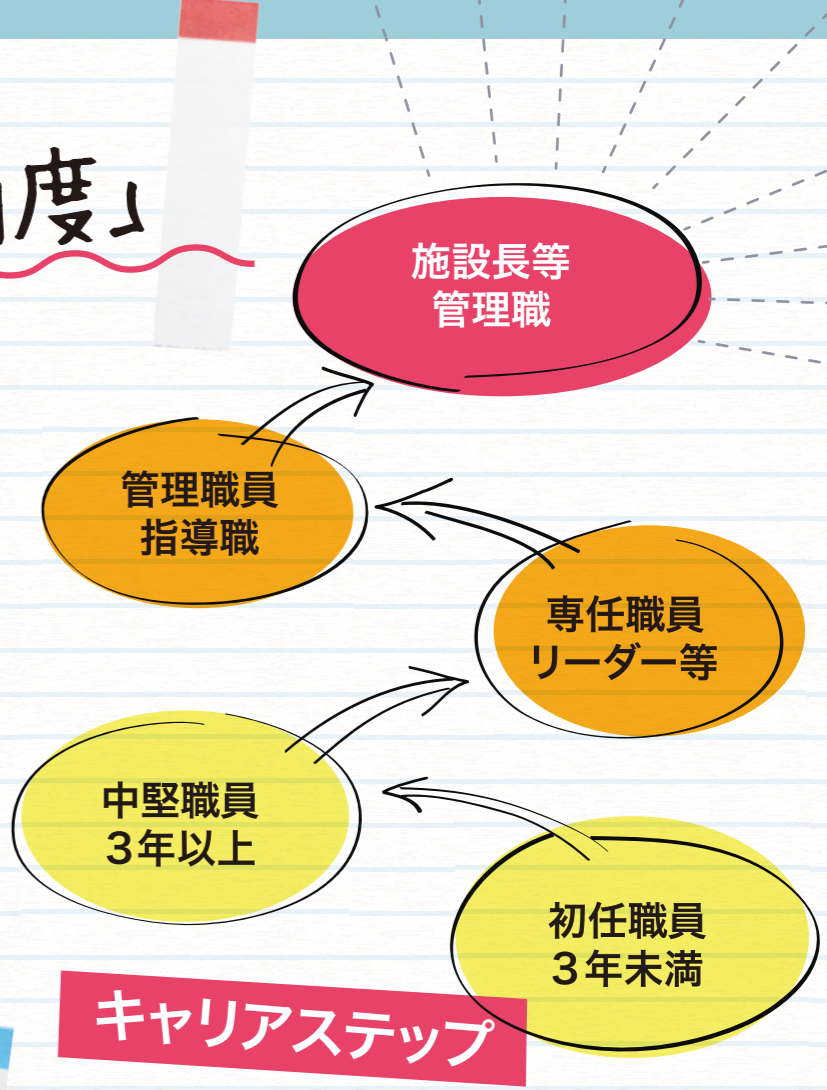 度」
施設長等
管理職
管理職員
指導職
専任職員
リーダー等
中堅職員
３年以上
初任職員
３年未満
キャリアステップ